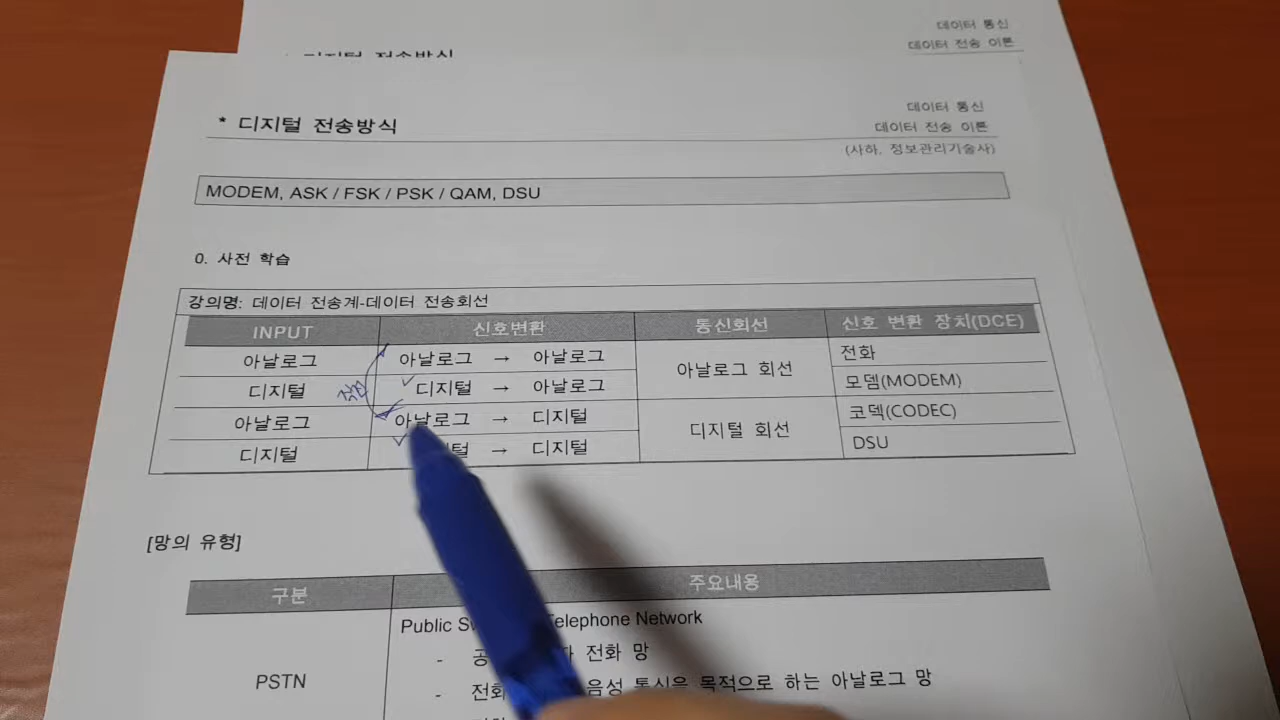 데이터 통신
데이터 전송 이론
* 디지털 전송방식
데이터 통신
데이터 전송 이론
(사하, 정보관리기술사)
MODEM, ASK / FSK / PSK / QAM, DSU
0. 사전 학습
강의명: 데이터 전송계-데이터 전송회선
INPUT 신호변환 통신회선 신호 변환 장치(DCE)
아날로그 아날로그 → 아날로그 아날로그 회선 전화
디지털 디지털 → 아날로그 모뎀(MODEM)
아날로그 아날로그 → 디지털 디지털 회선 코덱(CODEC)
디지털 → 디지털 DSU
[망의 유형]
구분 주요내용
PSTN Public Telephone Network
- 전화 망
- 전화 음성 통신을 목적으로 하는 아날로그 망